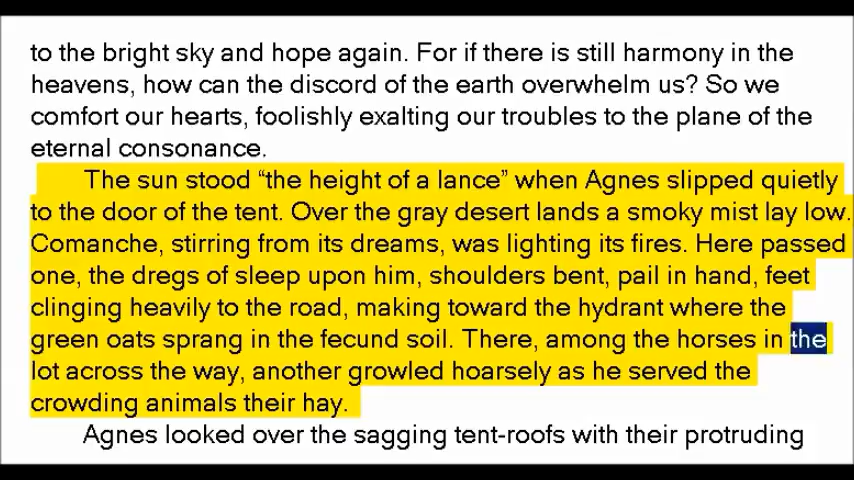 to the bright sky and hope again. For if there is still harmony in the
heavens, how can the discord of the earth overwhelm us? So we
comfort our hearts, foolishly exalting our troubles to the plane of the
eternal consonance.
The sun stood “the height of a lance” when Agnes slipped quietly
to the door of the tent. Over the gray desert lands a smoky mist lay low.
Comanche, stirring from its dreams, was lighting its fires. Here passed
one, the dregs of sleep upon him, shoulders bent, pail in hand, feet
clinging heavily to the road, making toward the hydrant where the
green oats sprang in the fecund soil. There, among the horses in the
lot across the way, another growled hoarsely as he served the
crowding animals their hay.
Agnes looked over the sagging tent-roofs with their protruding